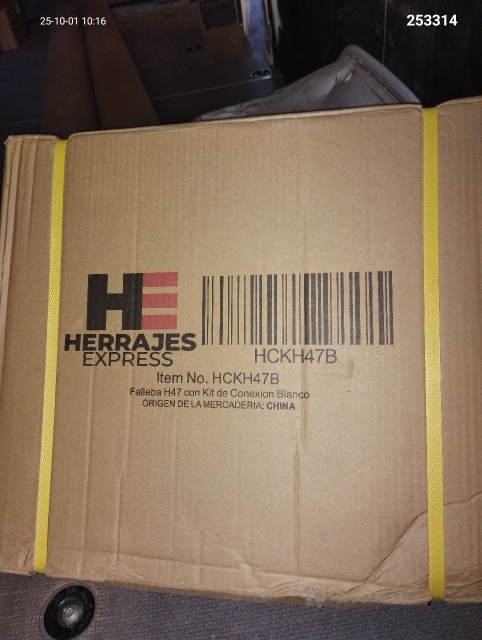 25-10-01 10:16
253314
HE
HERRAJES
EXPRESS
HCKH47B
Item No. HCKH47B
Falleba H47 con Kit de Conexion Blanco
ORIGEN DE LA MERCADERIA: CHINA